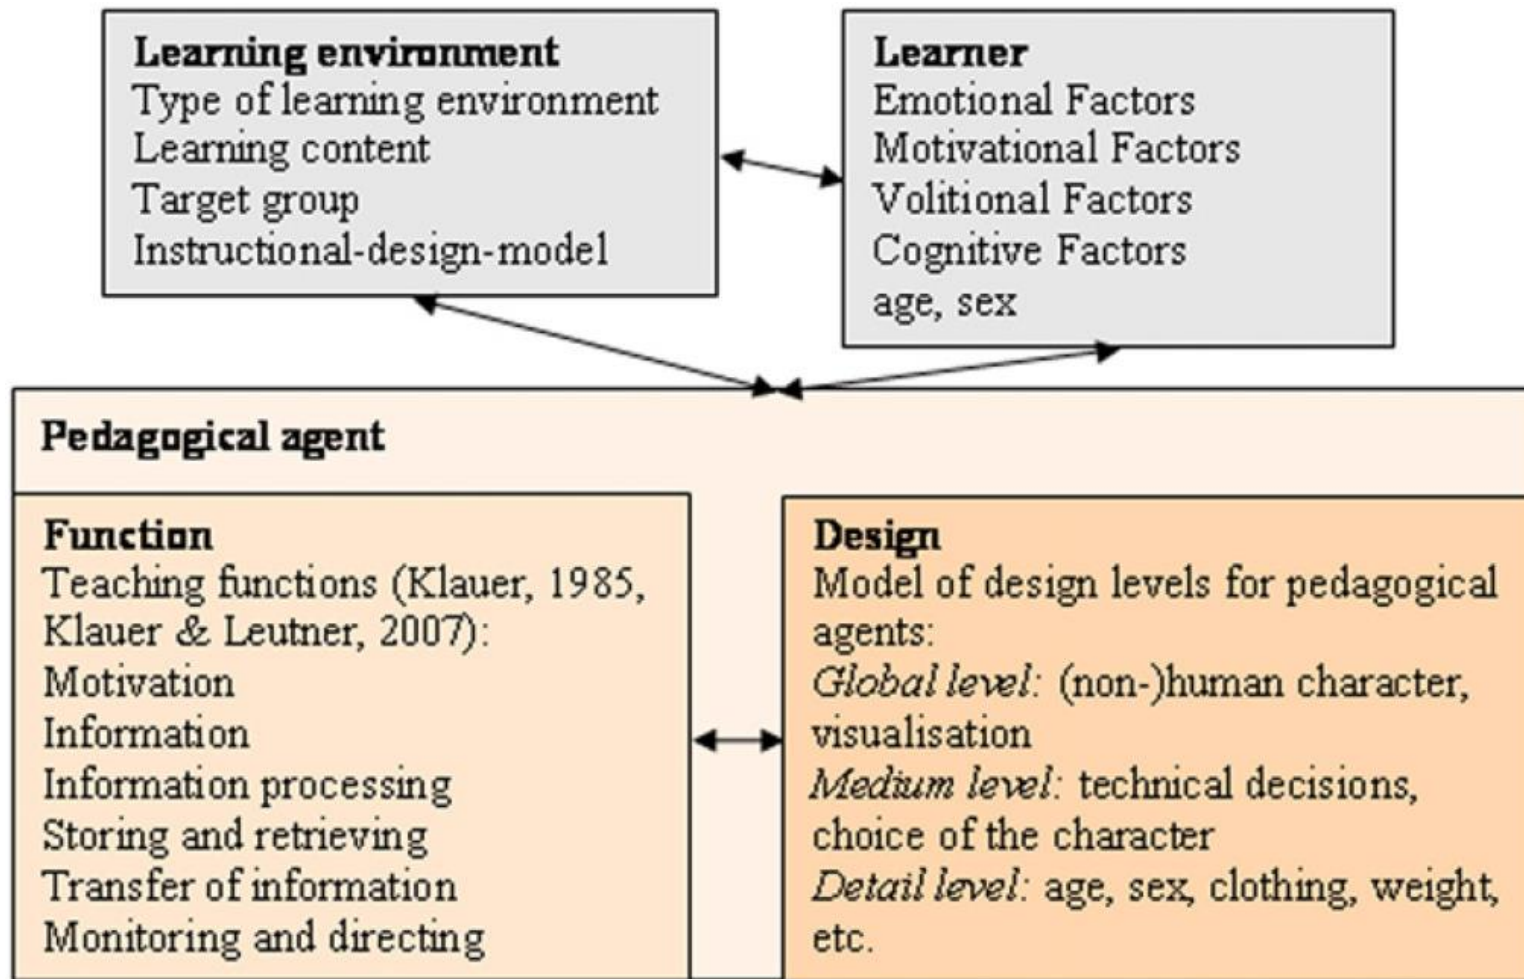 Learning environment
Type of learning environment
Learning content
Target group
Instructional-design-model
Learner
Emotional Factors
Motivational Factors
Volitional Factors
Cognitive Factors
age, sex
Pedagogical agent
Function
Teaching functions (Klauer, 1985,
Klauer & Leutner, 2007):
Motivation
Information
Information processing
Storing and retrieving
Transfer of information
Monitoring and directing
Design
Model of design levels for pedagogical
agents:
Global level: (non-)human character,
visualisation
Medium level: technical decisions,
choice of the character
Detail level: age, sex, clothing, weight,
etc.